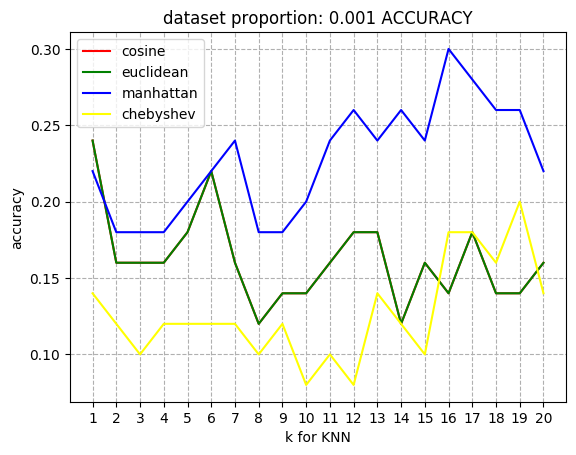 dataset proportion: 0.001 ACCURACY
cosine
euclidean
manhattan
chebyshev
accuracy
0.30
0.25
0.20
0.15
0.10
1 2 3 4 5 6 7 8 9 10 11 12 13 14 15 16 17 18 19 20
k for KNN